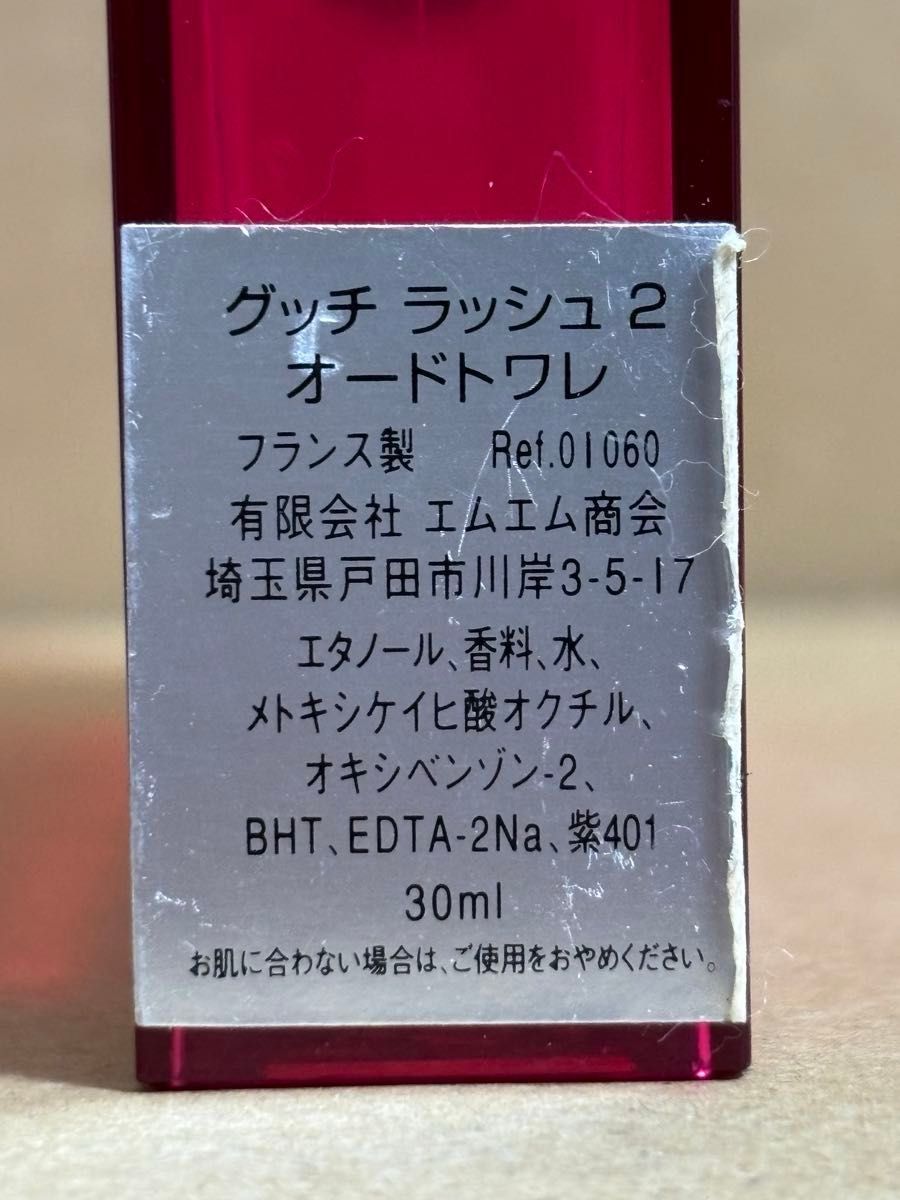 グッチ ラッシュ 2
オードトワレ
フランス製 Ref.01060
有限会社 エムエム商会
埼玉県戸田市川岸3-5-17
エタノール、香料、水、
メトキシケイヒ酸オクチル、
オキシベンゾン-2、
BHT、EDTA-2Na、紫401
30ml
お肌に合わない場合は、ご使用をおやめください。